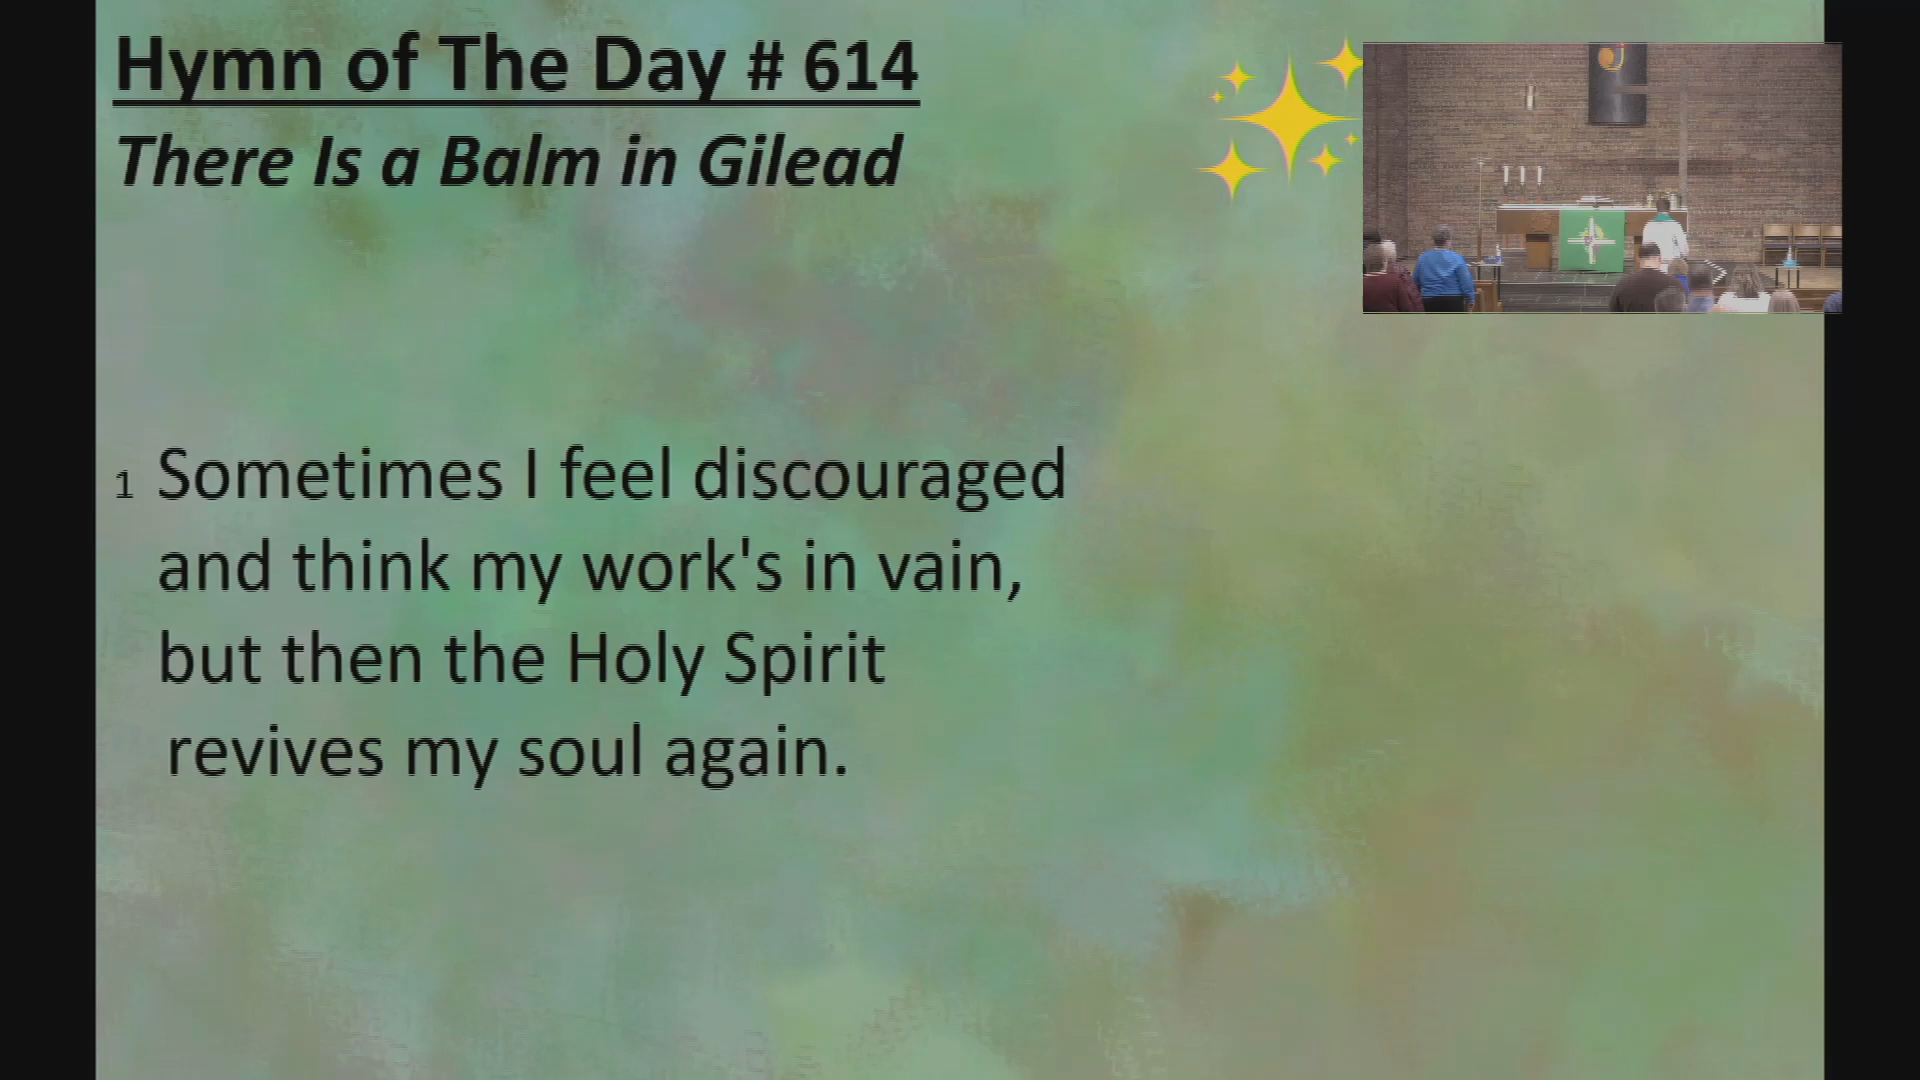 Hymn of The Day # 614
There Is a Balm in Gilead
1 Sometimes I feel discouraged
and think my work's in vain,
but then the Holy Spirit
revives my soul again.